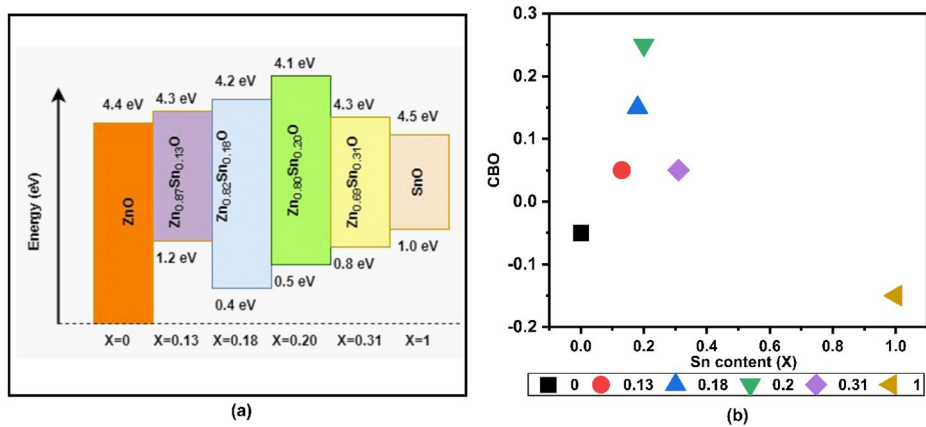 4.4 eV
4.3 eV
4.2 eV
4.1 eV
4.3 eV
4.5 eV
Energy (eV)
ZnO
Zn0.87Sn0.13O
Zn0.82Sn0.18O
Zn0.80Sn0.20O
Zn0.69Sn0.31O
SnO
1.2 eV
0.4 eV
0.5 eV
0.8 eV
1.0 eV
X=0 X=0.13 X=0.18 X=0.20 X=0.31 X=1
(a)
CBO
0.3
0.2
0.1
0.0
-0.1
-0.2
0.0 0.2 0.4 0.6 0.8 1.0
Sn content (X)
0 0.13 0.18 0.2 0.31 1
(b)